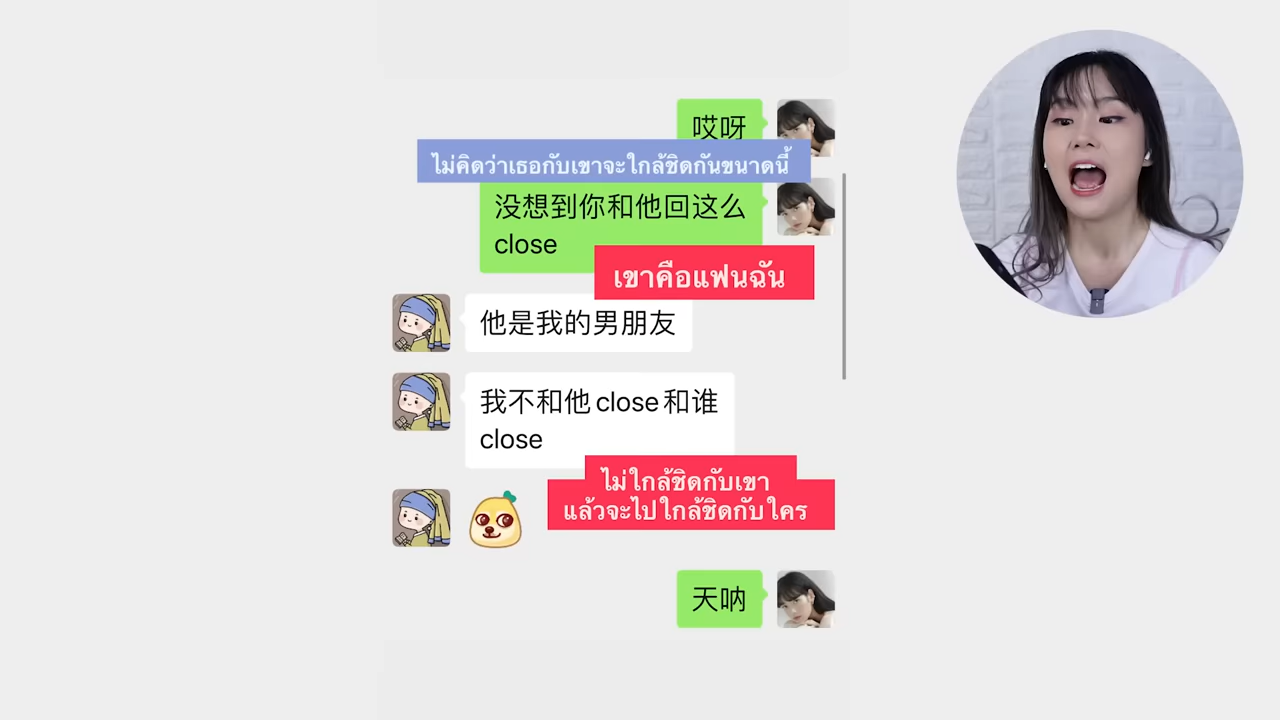 哎呀
ไม่คิดว่าเธอกับเขาจะใกล้ชิดกันขนาดนี้
没想到你和他回这么
close
เขาคือแฟนฉัน
他是我的男朋友
我不和他close和谁
close
ไม่ใกล้ชิดกับเขา
แล้วจะไปใกล้ชิดกับใคร
天呐